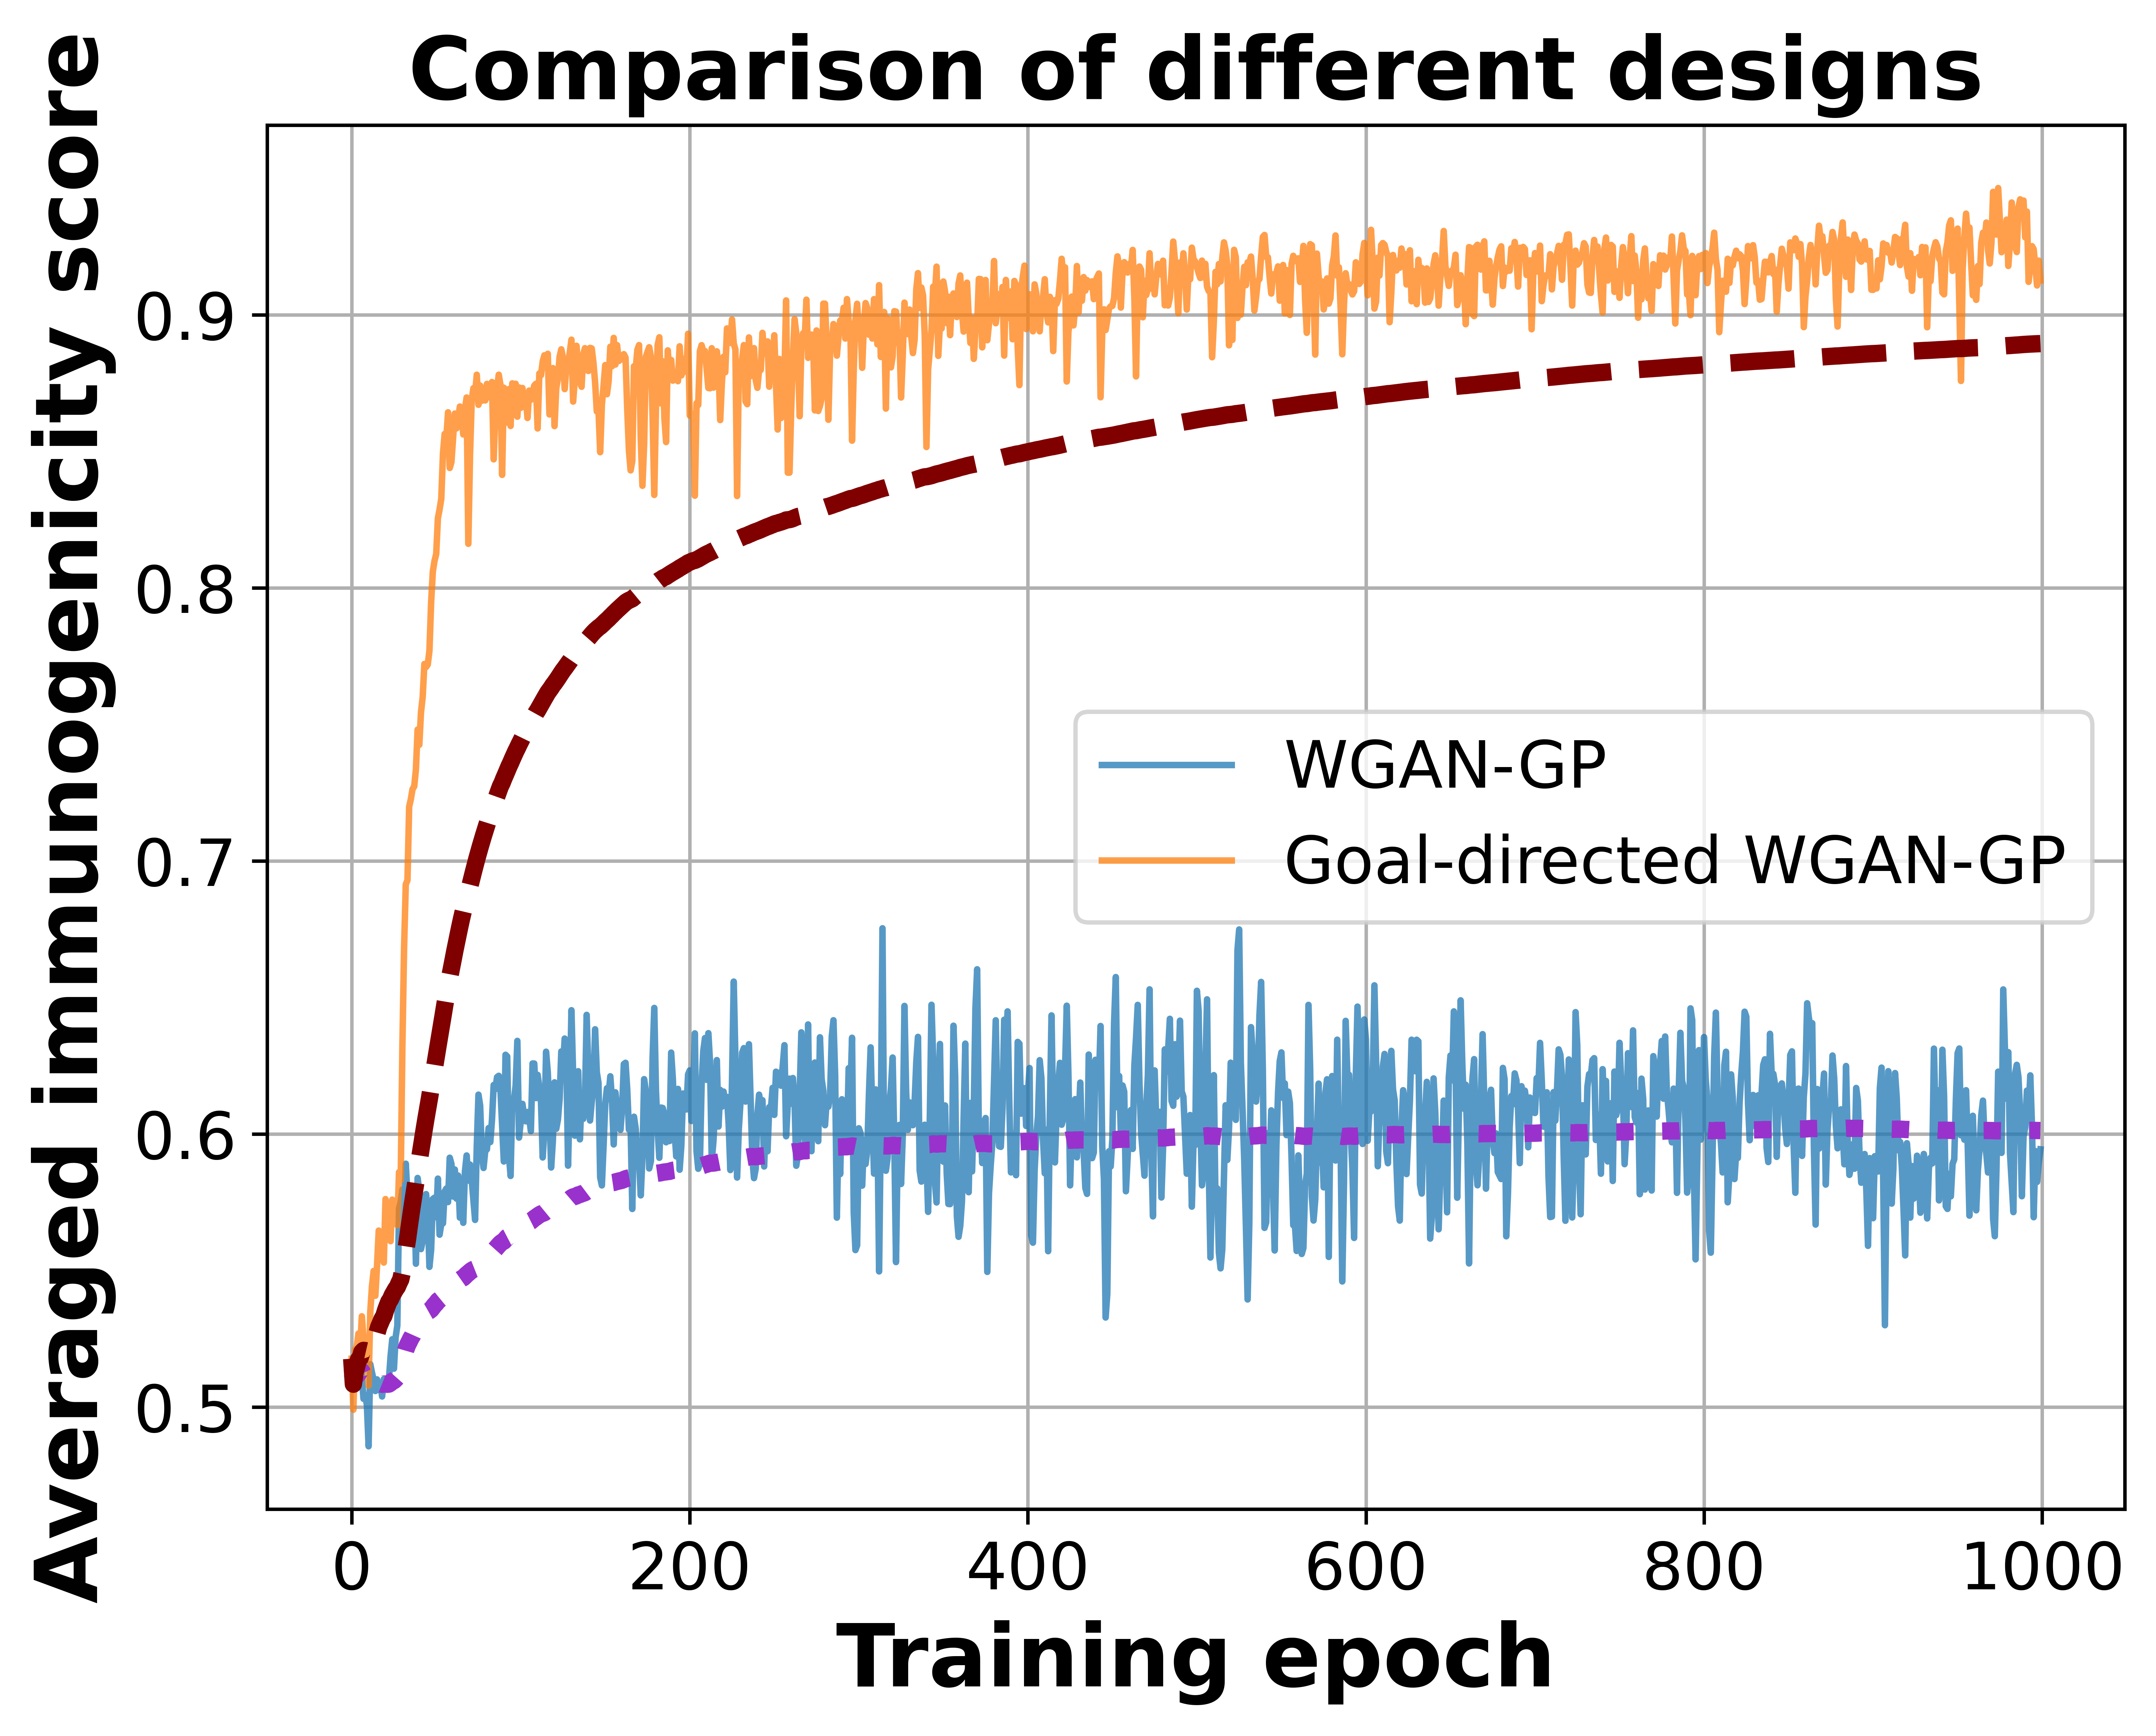 Comparison of different designs
Averaged immunogenicity score
0.9
0.8
0.7
0.6
0.5
WGAN-GP
Goal-directed WGAN-GP
0
200
400
600
800
1000
Training epoch